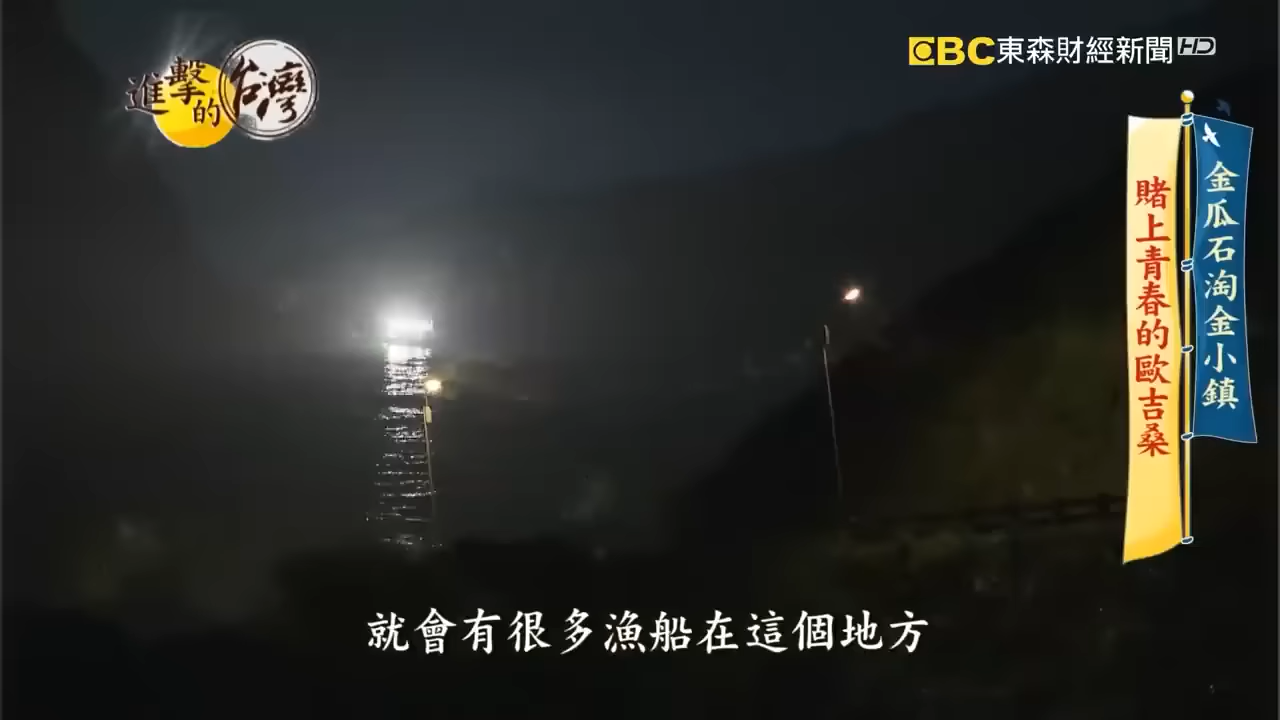 進擊的台灣
EBC東森財經新聞HD
金瓜石淘金小鎮
賭上青春的歐吉桑
就會有很多漁船在這個地方